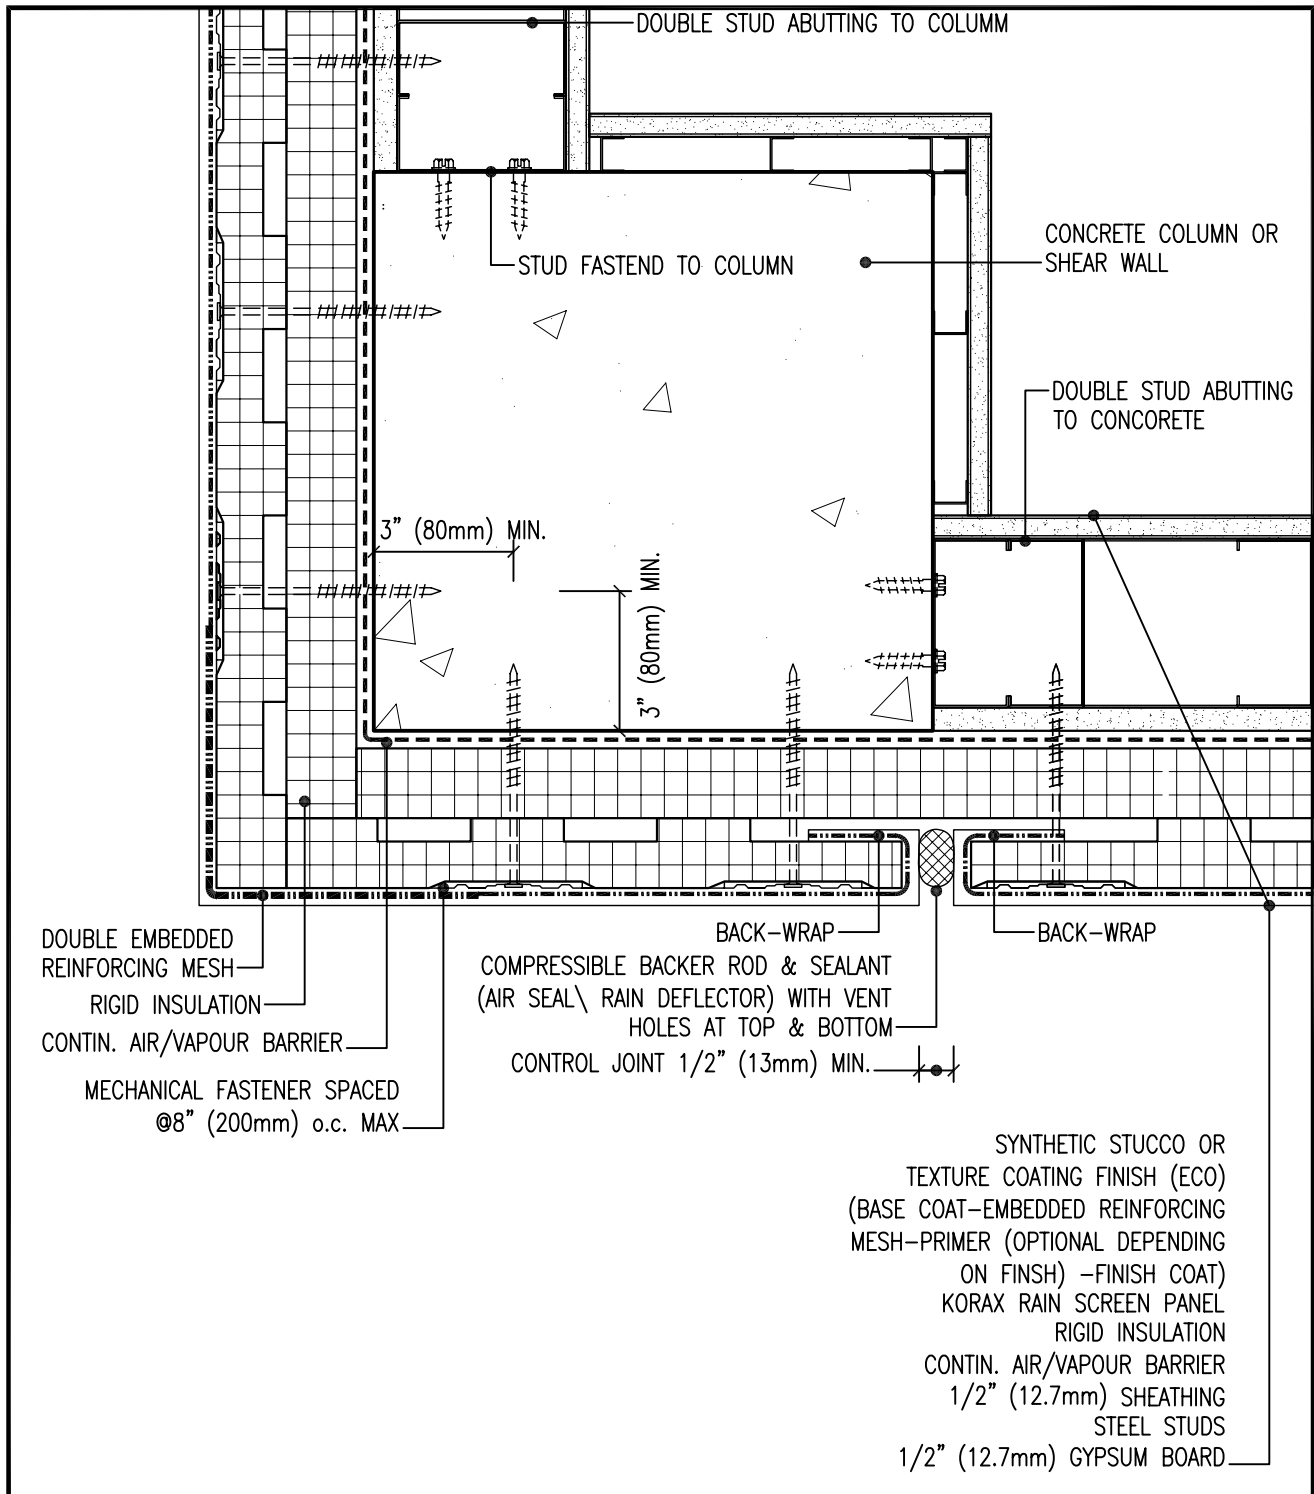 DOUBLE STUD ABUTTING TO COLUMM
STUD FASTEND TO COLUMN
CONCRETE COLUMN OR
SHEAR WALL
DOUBLE STUD ABUTTING
TO CONCORETE
3" (80mm) MIN.
3" (80mm) MIN.
DOUBLE EMBEDDED
REINFORCING MESH
RIGID INSULATION
CONTIN. AIR/VAPOUR BARRIER
MECHANICAL FASTENER SPACED
@8" (200mm) o.c. MAX
BACK-WRAP
COMPRESSIBLE BACKER ROD & SEALANT
(AIR SEAL\ RAIN DEFLECTOR) WITH VENT
HOLES AT TOP & BOTTOM
CONTROL JOINT 1/2" (13mm) MIN.
BACK-WRAP
SYNTHETIC STUCCO OR
TEXTURE COATING FINISH (ECO)
(BASE COAT-EMBEDDED REINFORCING
MESH-PRIMER (OPTIONAL DEPENDING
ON FINSH) -FINISH COAT)
KORAX RAIN SCREEN PANEL
RIGID INSULATION
CONTIN. AIR/VAPOUR BARRIER
1/2" (12.7mm) SHEATHING
STEEL STUDS
1/2" (12.7mm) GYPSUM BOARD